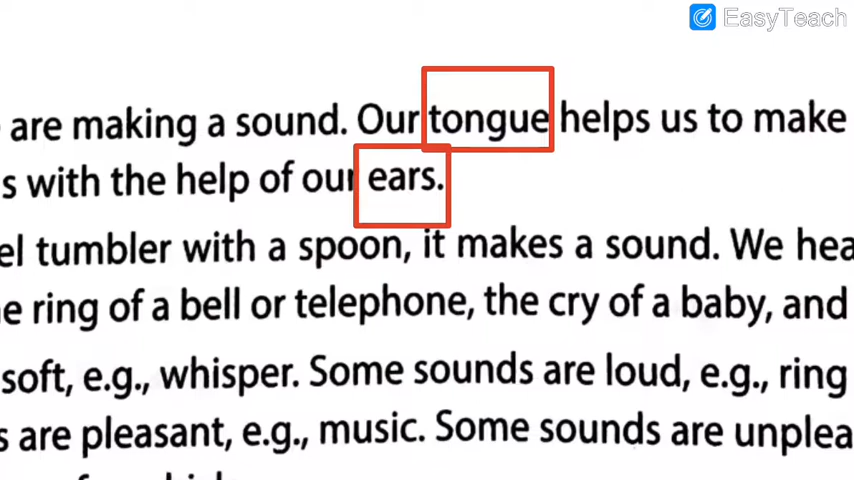 EasyTeach
are making a sound. Our tongue helps us to make
s with the help of our ears.
el tumbler with a spoon, it makes a sound. We hea
e ring of a bell or telephone, the cry of a baby, and
soft, e.g., whisper. Some sounds are loud, e.g., ring
s are pleasant, e.g., music. Some sounds are unplea